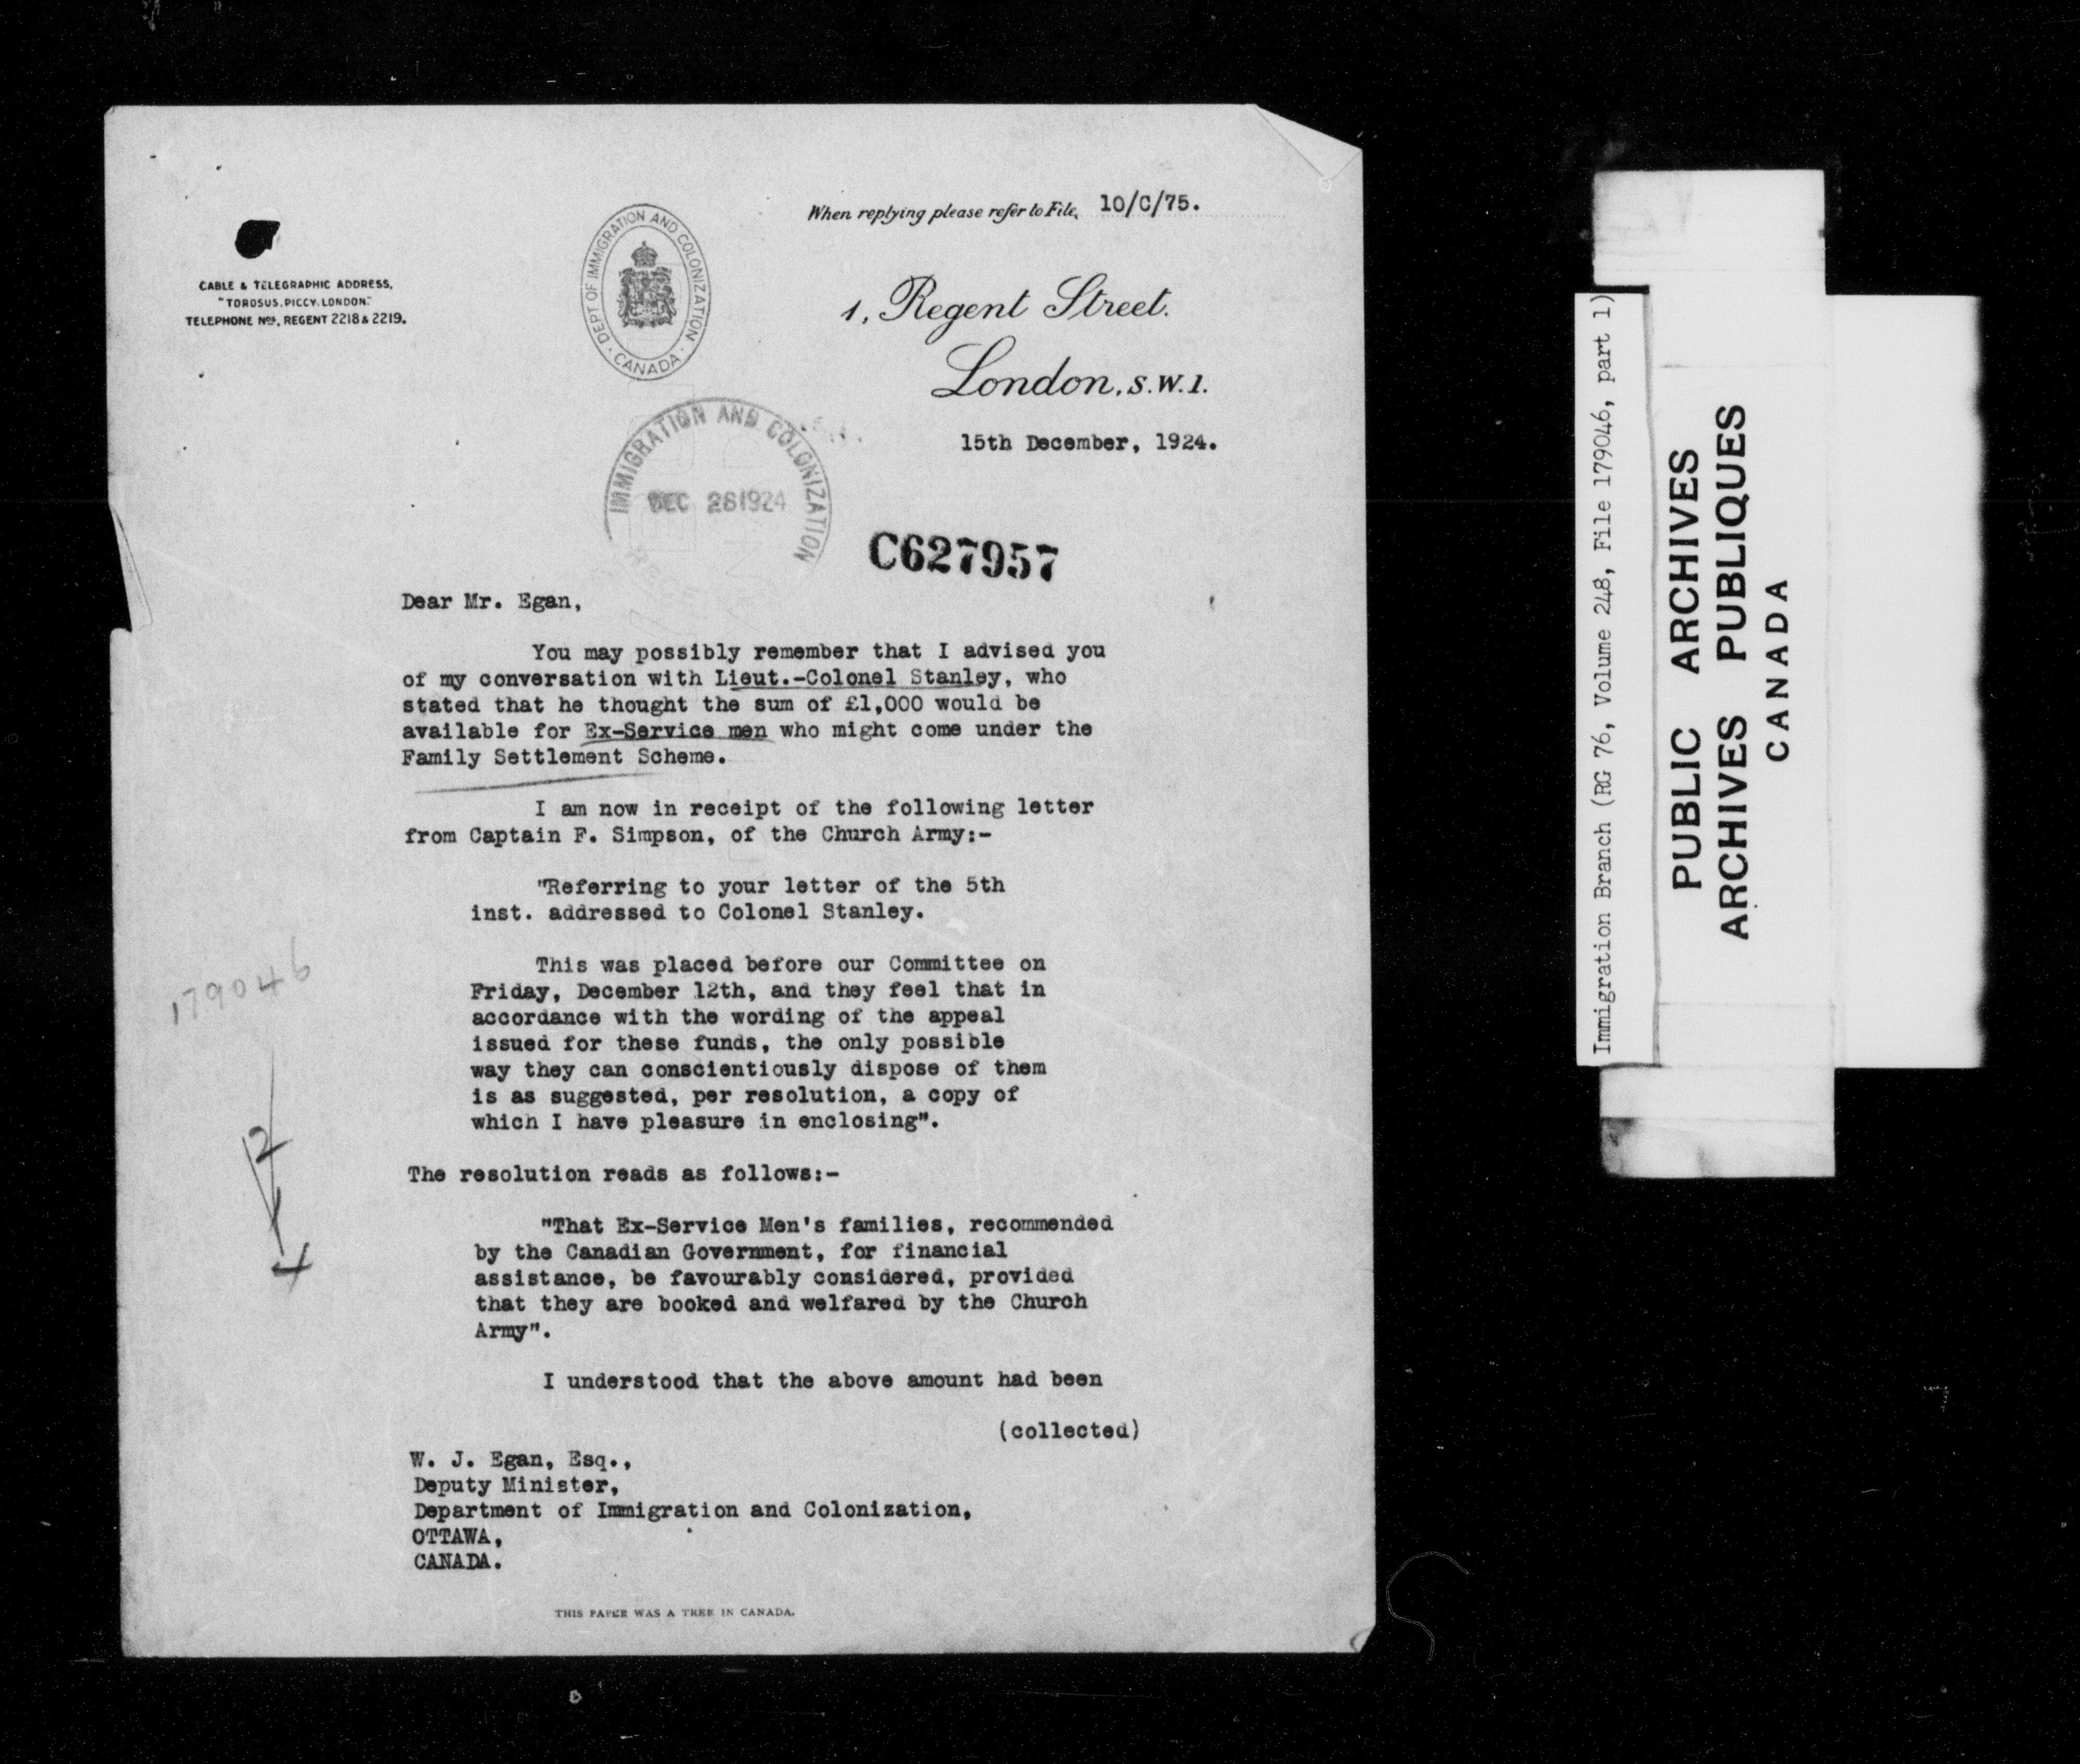 When replying please refer to File, 10/C/75.
CABLE & TELEGRAPHIC ADDRESS,
"TOROSUS, PICCY, LONDON."
TELEPHONE Nos, REGENT 2218 & 2219.
DEPT OF IMMIGRATION AND COLONIZATION
· CANADA ·
1, Regent Street.
London, S.W.1.
15th December, 1924.
IMMIGRATION AND COLONIZATION
DEC 26 1924
C627957
Dear Mr. Egan,
You may possibly remember that I advised you
of my conversation with Lieut.-Colonel Stanley, who
stated that he thought the sum of £1,000 would be
available for Ex-Service men who might come under the
Family Settlement Scheme.
I am now in receipt of the following letter
from Captain F. Simpson, of the Church Army:-
"Referring to your letter of the 5th
inst. addressed to Colonel Stanley.
This was placed before our Committee on
Friday, December 12th, and they feel that in
accordance with the wording of the appeal
issued for these funds, the only possible
way they can conscientiously dispose of them
is as suggested, per resolution, a copy of
which I have pleasure in enclosing".
179046
The resolution reads as follows:-
"That Ex-Service Men's families, recommended
by the Canadian Government, for financial
assistance, be favourably considered, provided
that they are booked and welfared by the Church
Army".
I understood that the above amount had been
(collected)
W. J. Egan, Esq.,
Deputy Minister,
Department of Immigration and Colonization,
OTTAWA,
CANADA.
THIS PAPER WAS A TREE IN CANADA.
Immigration Branch (RG 76, Volume 248, File 179046, part 1)
PUBLIC ARCHIVES
ARCHIVES PUBLIQUES
CANADA